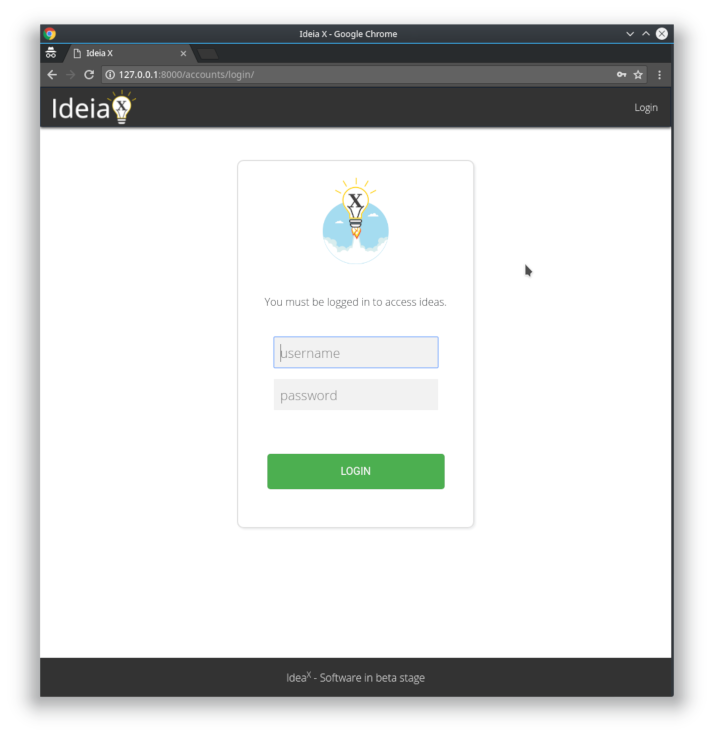 Ideia X - Google Chrome
Ideia X
127.0.0.1:8000/accounts/login/
Ideia X
Login
X
You must be logged in to access ideas.
username
password
LOGIN
IdeaX - Software in beta stage